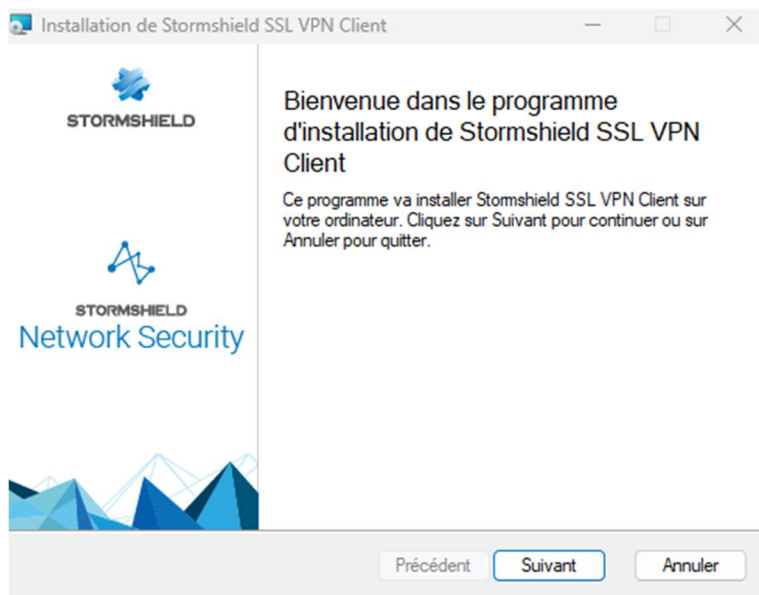 Installation de Stormshield SSL VPN Client
STORMSHIELD
STORMSHIELD
Network Security
Bienvenue dans le programme
d'installation de Stormshield SSL VPN
Client
Ce programme va installer Stormshield SSL VPN Client sur
votre ordinateur. Cliquez sur Suivant pour continuer ou sur
Annuler pour quitter.
Précédent
Suivant
Annuler